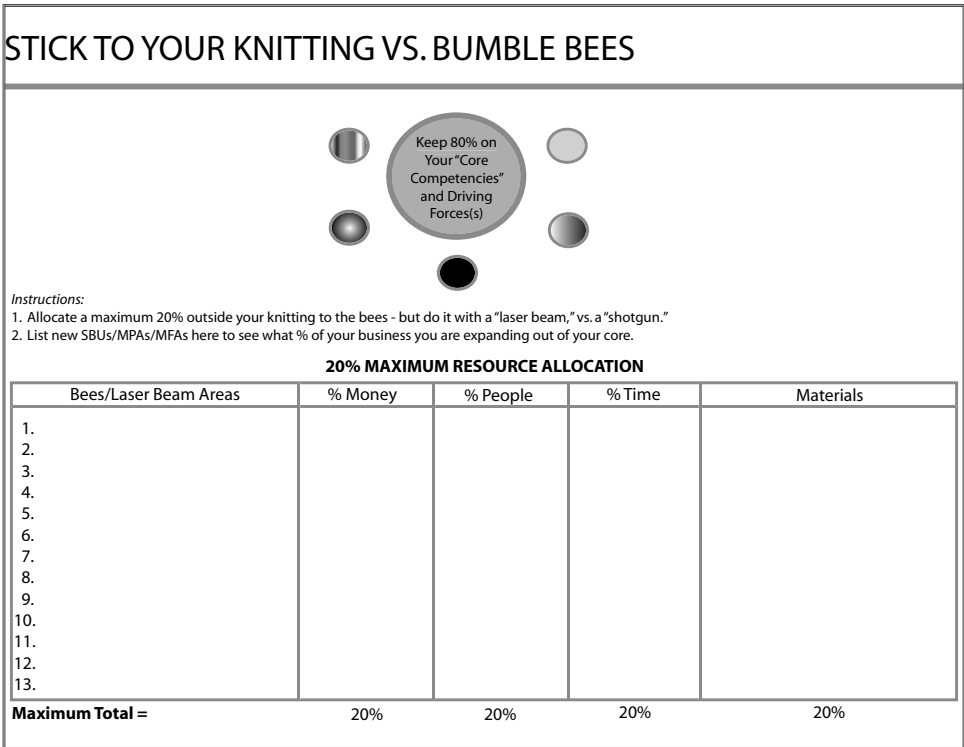 STICK TO YOUR KNITTING VS. BUMBLE BEES
Keep 80% on
Your “Core
Competencies”
and Driving
Forces(s)
Instructions:
1. Allocate a maximum 20% outside your knitting to the bees - but do it with a “laser beam,” vs. a “shotgun.”
2. List new SBUs/MPAs/MFAs here to see what % of your business you are expanding out of your core.
20% MAXIMUM RESOURCE ALLOCATION
Bees/Laser Beam Areas % Money % People % Time Materials
1.
2.
3.
4.
5.
6.
7.
8.
9.
10.
11.
12.
13.
Maximum Total = 20% 20% 20% 20%